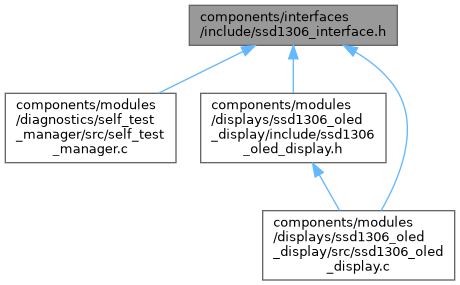 components/interfaces
/include/ssd1306_interface.h
components/modules
/diagnostics/self_test
_manager/src/self_test
_manager.c
components/modules
/displays/ssd1306_oled
_display/include/ssd1306
_oled_display.h
components/modules
/displays/ssd1306_oled
_display/src/ssd1306_oled
_display.c